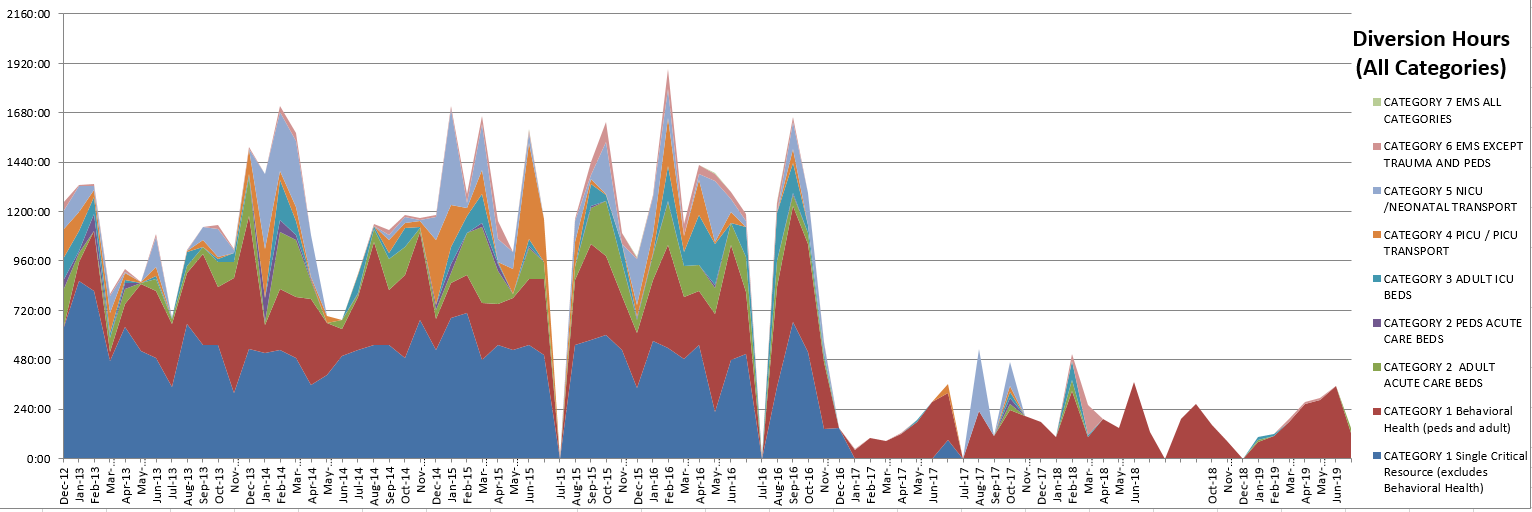 2160:00
1920:00
1680:00
1440:00
1200:00
960:00
720:00
480:00
240:00
0:00
Dec-12
Jan-13
Feb-13
Mar-…
Apr-13
May-…
Jun-13
Jul-13
Aug-13
Sep-13
Oct-13
Nov-…
Dec-13
Jan-14
Feb-14
Mar-…
Apr-14
May-…
Jun-14
Jul-14
Aug-14
Sep-14
Oct-14
Nov-…
Dec-14
Jan-15
Feb-15
Mar-…
Apr-15
May-…
Jun-15
Jul-15
Aug-15
Sep-15
Oct-15
Nov-…
Dec-15
Jan-16
Feb-16
Mar-…
Apr-16
May-…
Jun-16
Jul-16
Aug-16
Sep-16
Oct-16
Nov-…
Dec-16
Jan-17
Feb-17
Mar-…
Apr-17
May-…
Jun-17
Jul-17
Aug-17
Sep-17
Oct-17
Nov-…
Dec-17
Jan-18
Feb-18
Mar-…
Apr-18
May-…
Jun-18
Oct-18
Nov-…
Dec-18
Jan-19
Feb-19
Mar-…
Apr-19
May-…
Jun-19
Diversion Hours
(All Categories)
CATEGORY 7 EMS ALL
CATEGORIES
CATEGORY 6 EMS EXCEPT
TRAUMA AND PEDS
CATEGORY 5 NICU
/NEONATAL TRANSPORT
CATEGORY 4 PICU / PICU
TRANSPORT
CATEGORY 3 ADULT ICU
BEDS
CATEGORY 2 PEDS ACUTE
CARE BEDS
CATEGORY 2 ADULT
ACUTE CARE BEDS
CATEGORY 1 Behavioral
Health (peds and adult)
CATEGORY 1 Single Critical
Resource (excludes
Behavioral Health)